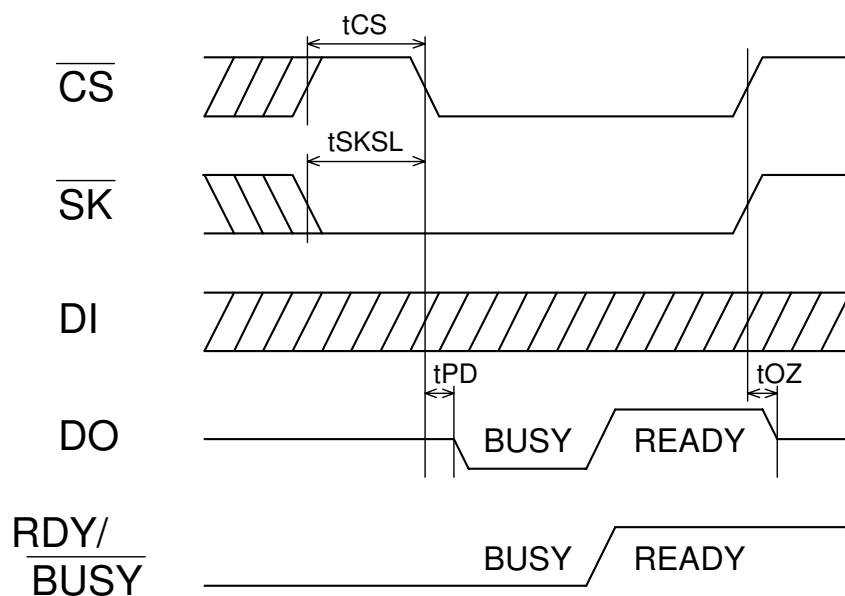 tCS
CS
tSKSL
SK
DI
tPD
tOZ
DO
BUSY READY
RDY/
BUSY
BUSY READY